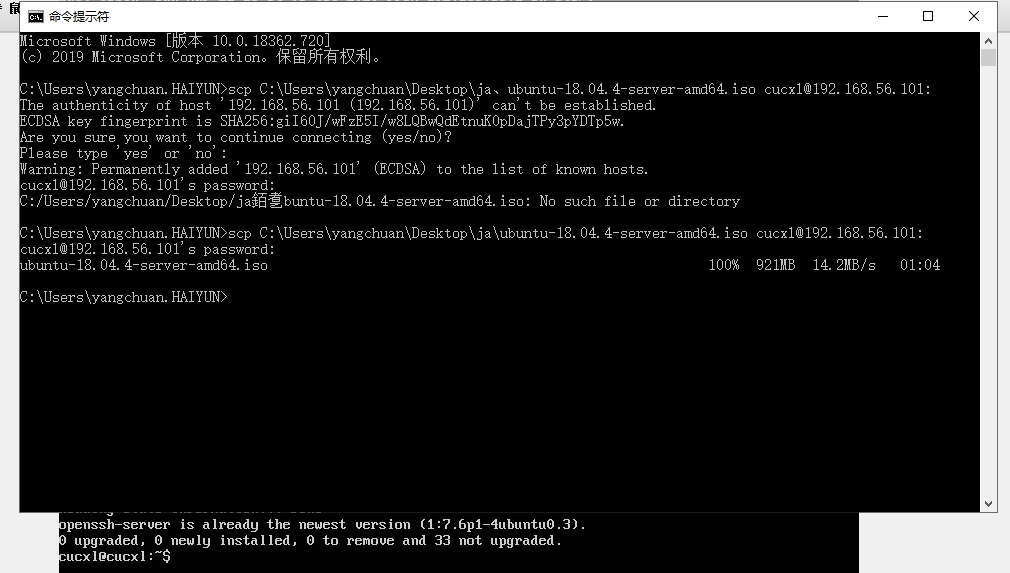 命令提示符
Microsoft Windows [版本 10.0.18362.720]
(c) 2019 Microsoft Corporation。保留所有权利。
C:\Users\yangchuan.HAIYUN>scp C:\Users\yangchuan\Desktop\ja、ubuntu-18.04.4-server-amd64.iso cucxl@192.168.56.101:
The authenticity of host '192.168.56.101 (192.168.56.101)' can't be established.
ECDSA key fingerprint is SHA256:giI60J/wFzE5I/w8LQBwQdEtnuK0pDajTPy3pYDTp5w.
Are you sure you want to continue connecting (yes/no)?
Please type 'yes' or 'no':
Warning: Permanently added '192.168.56.101' (ECDSA) to the list of known hosts.
cucxl@192.168.56.101's password:
C:/Users/yangchuan/Desktop/ja銆乽buntu-18.04.4-server-amd64.iso: No such file or directory
C:\Users\yangchuan.HAIYUN>scp C:\Users\yangchuan\Desktop\ja\ubuntu-18.04.4-server-amd64.iso cucxl@192.168.56.101:
cucxl@192.168.56.101's password:
ubuntu-18.04.4-server-amd64.iso 100% 921MB 14.2MB/s 01:04
C:\Users\yangchuan.HAIYUN>
openssh-server is already the newest version (1:7.6p1-4ubuntu0.3).
0 upgraded, 0 newly installed, 0 to remove and 33 not upgraded.
cucxl@cucxl:~$